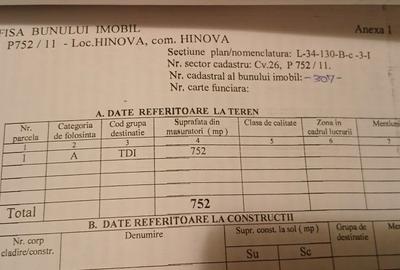 FISA BUNULUI IMOBIL
Anexa 1
P752 / 11 - Loc.HINOVA, com. HINOVA
Sectiune plan/nomenclatura: L-34-130-B-c -3-I
Nr. sector cadastru: Cv.26, P 752/ 11.
Nr. cadastral al bunului imobil: -307-
Nr. carte funciara:
A. DATE REFERITOARE LA TEREN
Nr. parcela Categoria de folosinta Cod grupa destinatie Suprafata din masuratori ( mp ) Clasa de calitate Zona in cadrul lucrarii
1 2 3 4 5 6
1 A TDI 752
Total 752
B. DATE REFERITOARE LA CONSTRUCTII
Nr. corp cladire/constr. Denumire Supr. const. la sol ( mp ) Grupa de destinatie
Su Sc